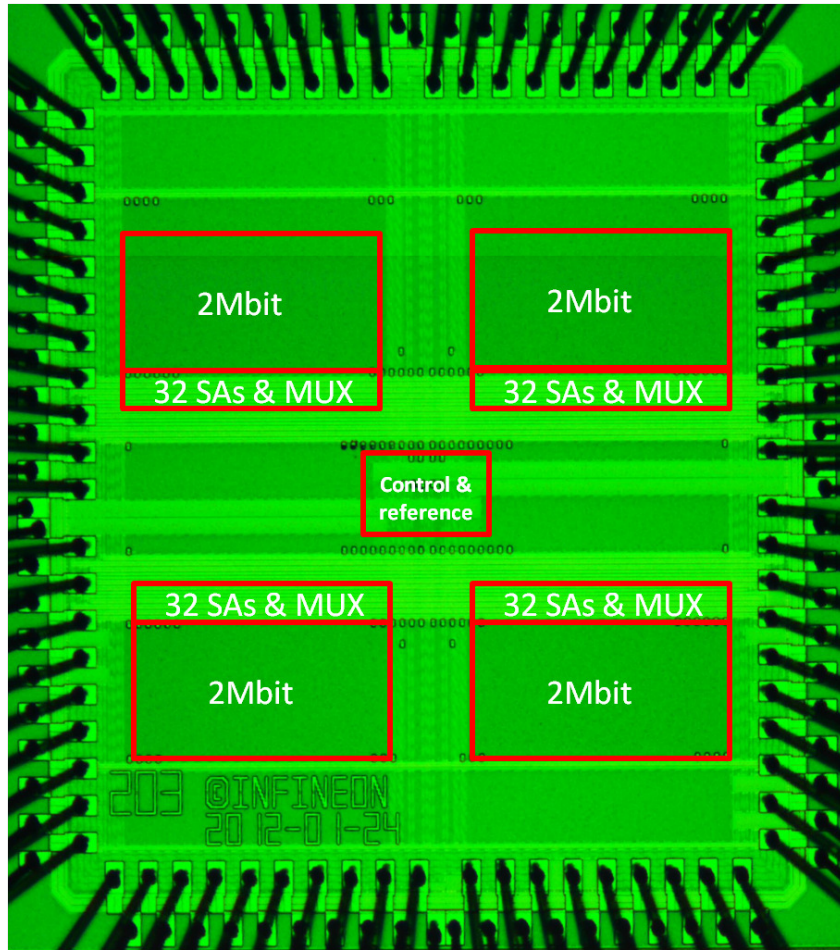 2Mbit
2Mbit
32 SAs & MUX
32 SAs & MUX
Control &
reference
32 SAs & MUX
32 SAs & MUX
2Mbit
2Mbit
203 ©INFINEON
2012-01-24